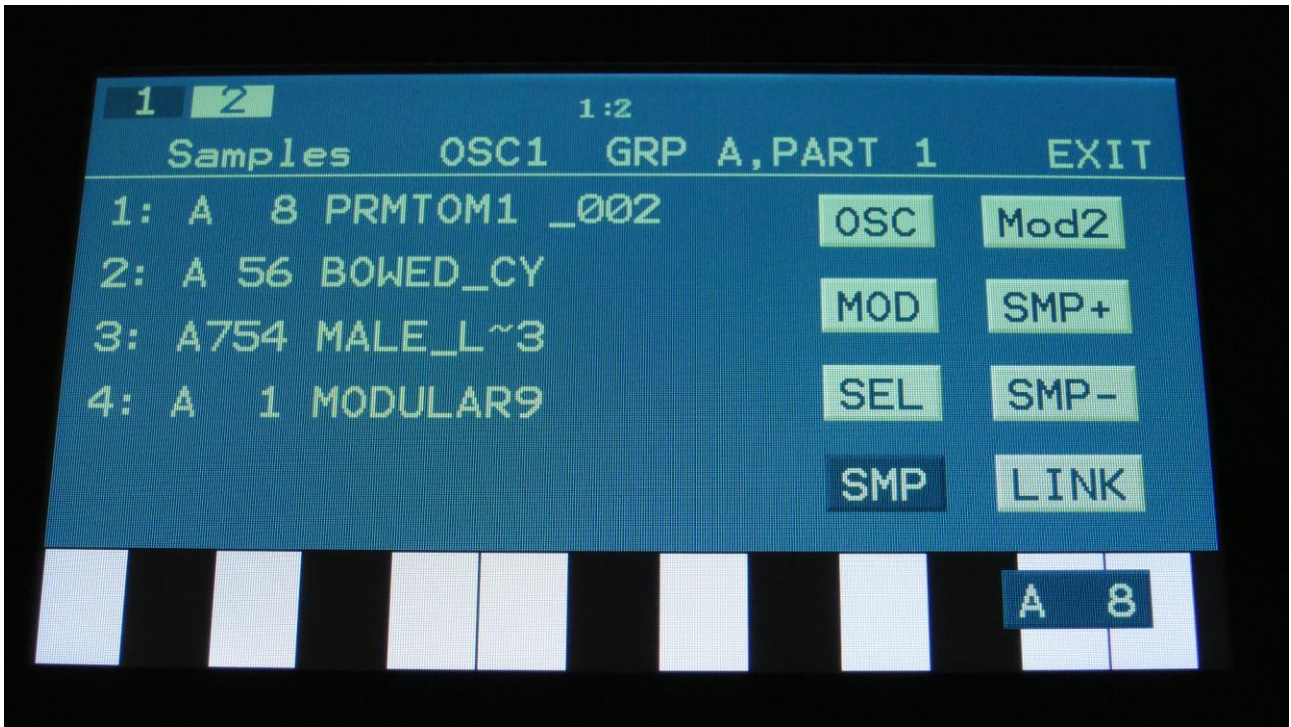 1 2 1:2
Samples OSC1 GRP A,PART 1 EXIT
1: A 8 PRMTOM1 _002
OSC Mod2
2: A 56 BOWED_CY
MOD SMP+
3: A754 MALE_L~3
4: A 1 MODULAR9
SEL SMP-
SMP LINK
A 8